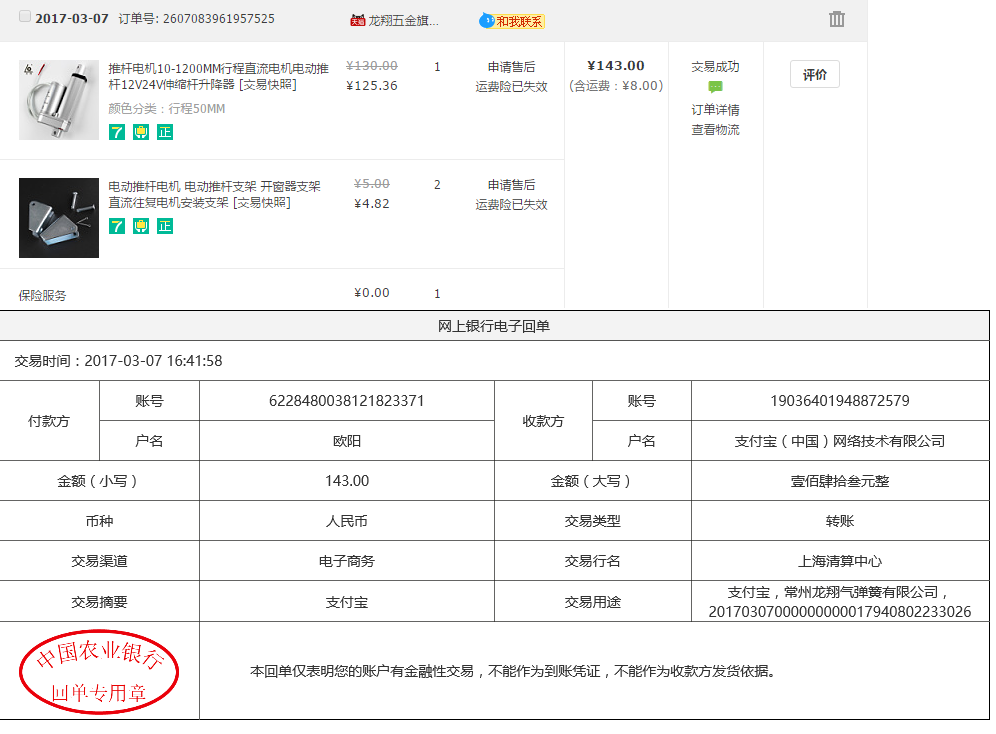 2017-03-07 订单号: 2607083961957525 天猫 龙翔五金旗... 和我联系
推杆电机10-1200MM行程直流电机电动推 ¥130.00 1 申请售后 ¥143.00 交易成功 评价
杆12V24V伸缩杆升降器 [交易快照] ¥125.36 运费险已失效 (含运费：¥8.00)
颜色分类：行程50MM 订单详情
7 正 查看物流
电动推杆电机 电动推杆支架 开窗器支架 ¥5.00 2 申请售后
直流往复电机安装支架 [交易快照] ¥4.82 运费险已失效
7 正
保险服务 ¥0.00 1
网上银行电子回单
交易时间：2017-03-07 16:41:58
付款方 账号 6228480038121823371 收款方 账号 19036401948872579
户名 欧阳 户名 支付宝（中国）网络技术有限公司
金额（小写） 143.00 金额（大写） 壹佰肆拾叁元整
币种 人民币 交易类型 转账
交易渠道 电子商务 交易行名 上海清算中心
交易摘要 支付宝 交易用途 支付宝，常州龙翔气弹簧有限公司，
20170307000000000017940802233026
中国农业银行
回单专用章
本回单仅表明您的账户有金融性交易，不能作为到账凭证，不能作为收款方发货依据。